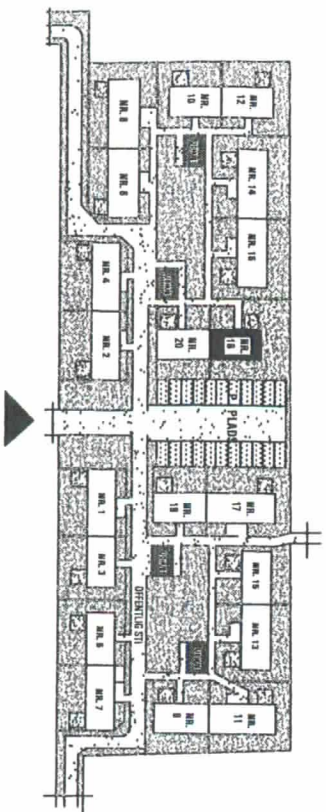 NR. 12
NR. 10
NR. 8
NR. 6
NR. 14
NR. 16
NR. 4
NR. 2
NR. 18
NR. 20
P.
PLADS
NR. 17
NR. 19
NR. 1
NR. 3
NR. 15
NR. 13
OFFENTLIG STI
NR. 5
NR. 7
NR. 11
NR. 9